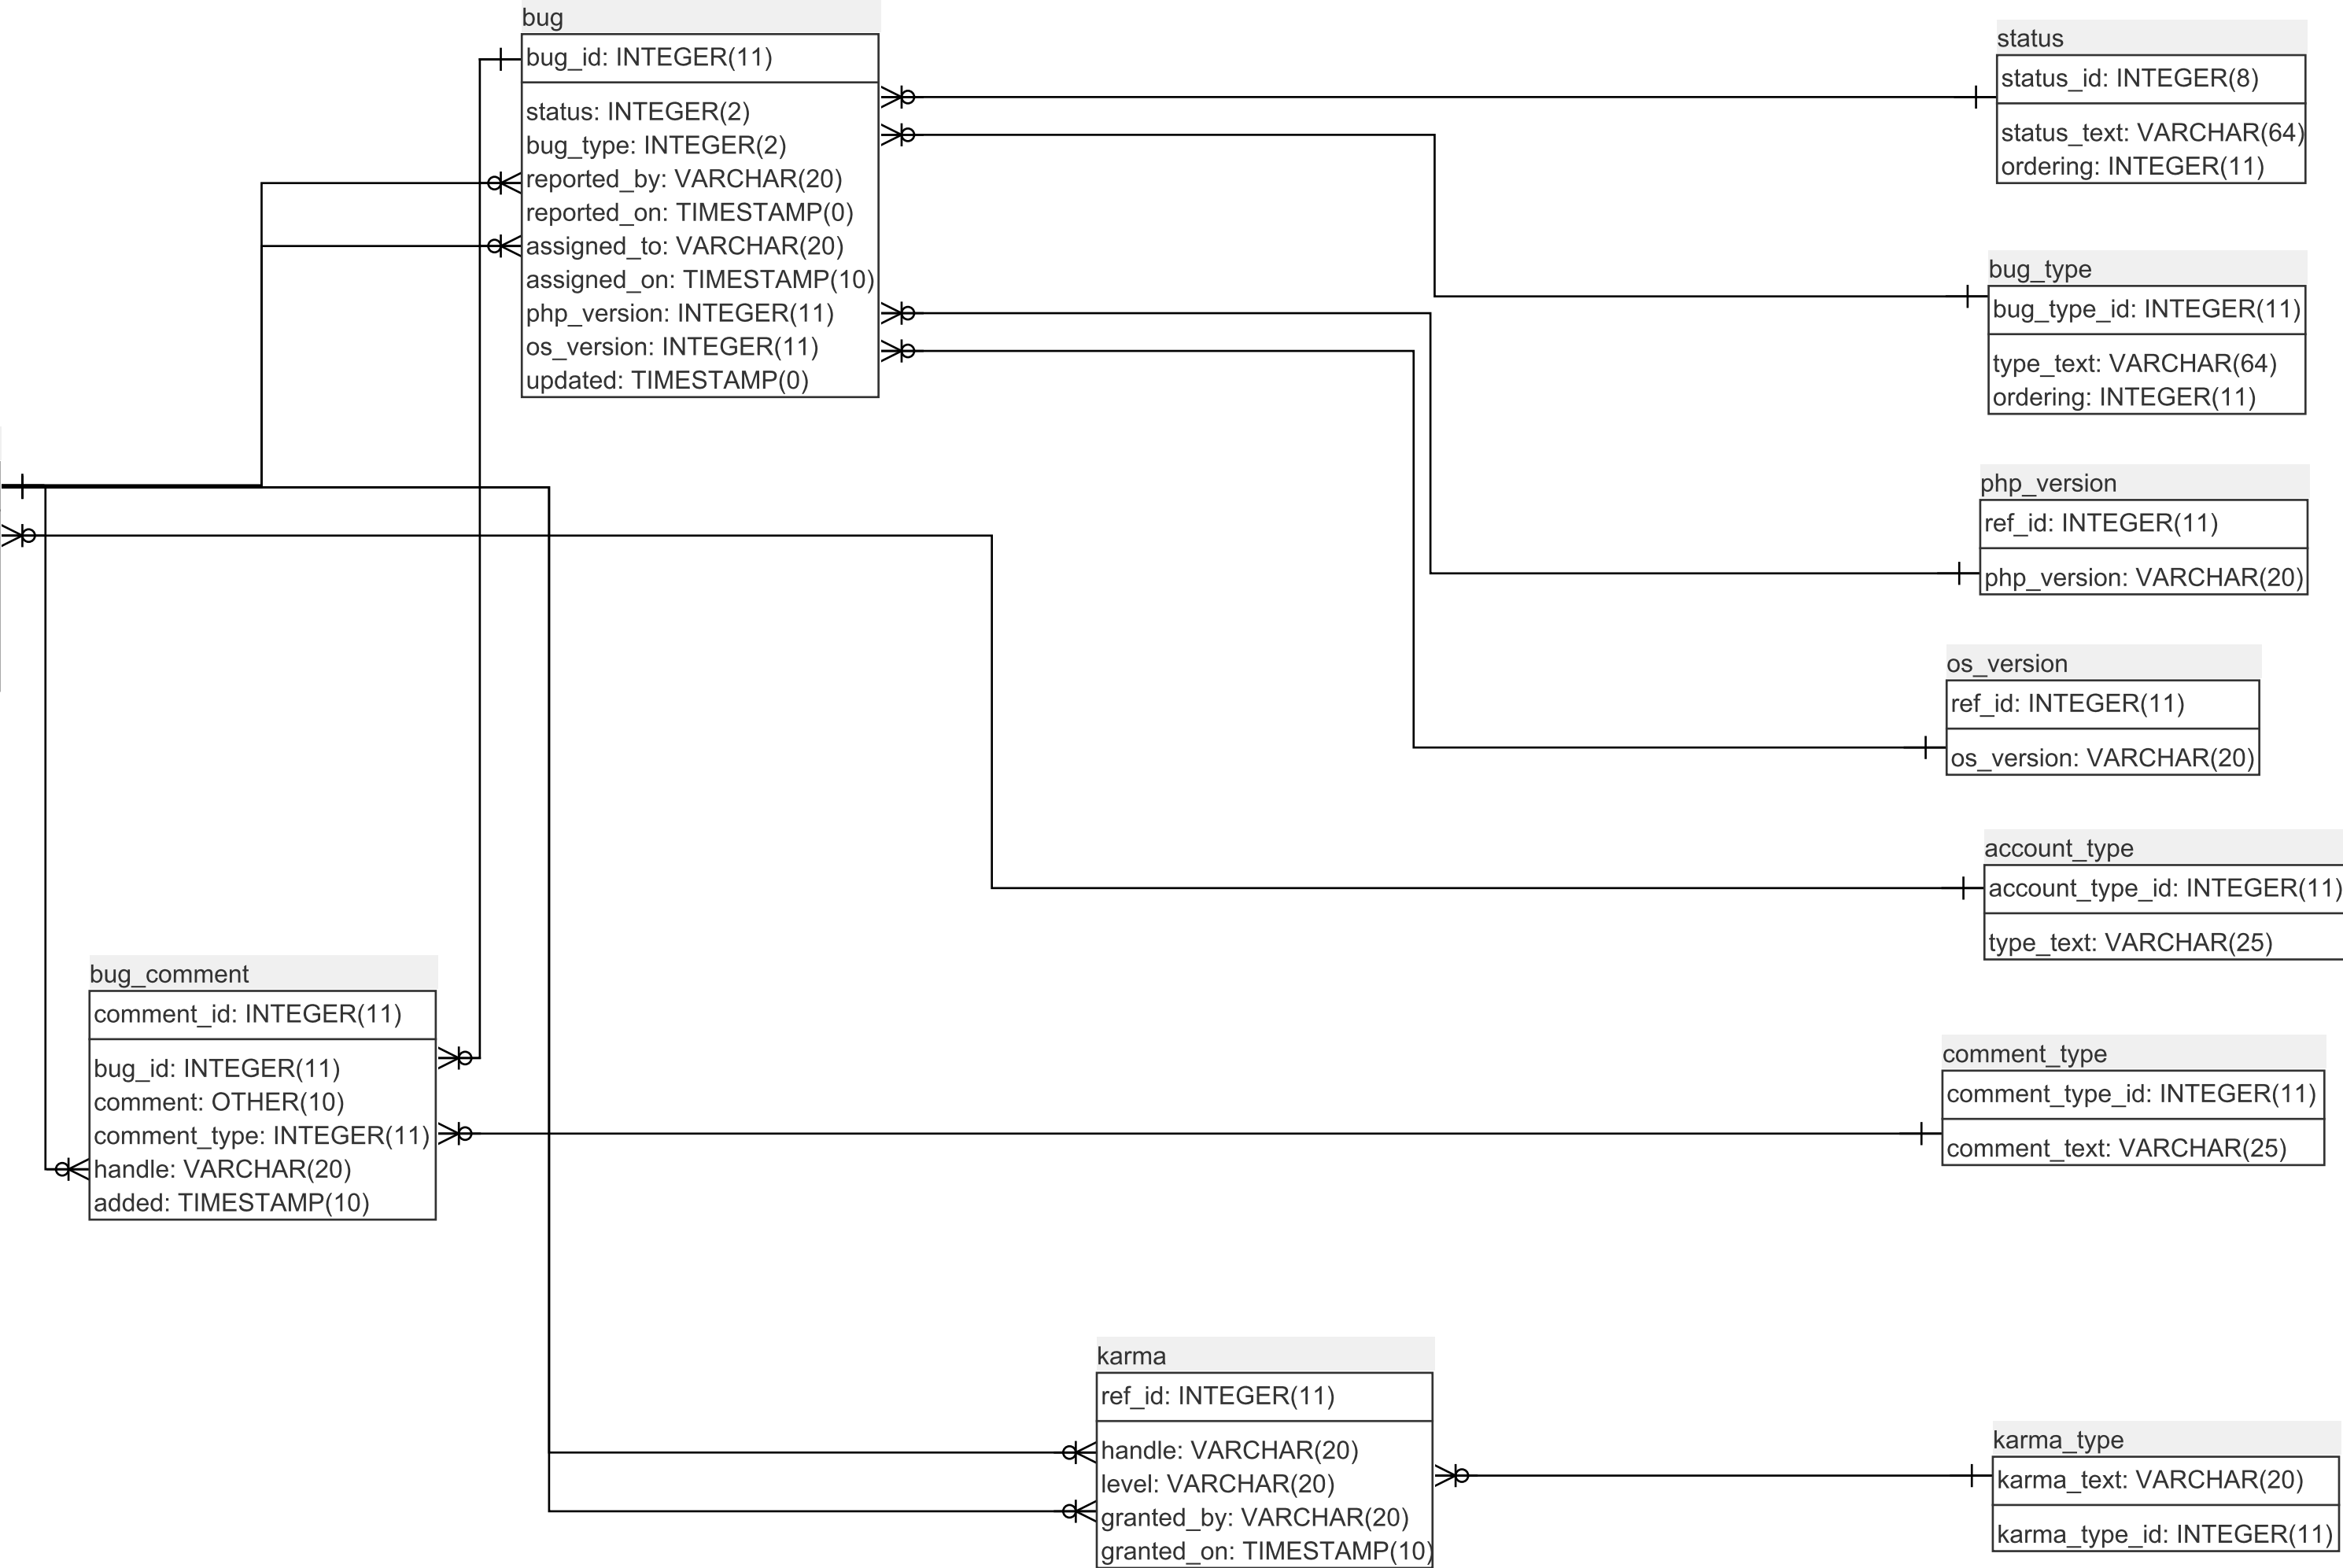 bug
bug_id: INTEGER(11)
status: INTEGER(2)
bug_type: INTEGER(2)
reported_by: VARCHAR(20)
reported_on: TIMESTAMP(0)
assigned_to: VARCHAR(20)
assigned_on: TIMESTAMP(10)
php_version: INTEGER(11)
os_version: INTEGER(11)
updated: TIMESTAMP(0)
status
status_id: INTEGER(8)
status_text: VARCHAR(64)
ordering: INTEGER(11)
bug_type
bug_type_id: INTEGER(11)
type_text: VARCHAR(64)
ordering: INTEGER(11)
php_version
ref_id: INTEGER(11)
php_version: VARCHAR(20)
os_version
ref_id: INTEGER(11)
os_version: VARCHAR(20)
account_type
account_type_id: INTEGER(11)
type_text: VARCHAR(25)
bug_comment
comment_id: INTEGER(11)
bug_id: INTEGER(11)
comment: OTHER(10)
comment_type: INTEGER(11)
handle: VARCHAR(20)
added: TIMESTAMP(10)
comment_type
comment_type_id: INTEGER(11)
comment_text: VARCHAR(25)
karma
ref_id: INTEGER(11)
handle: VARCHAR(20)
level: VARCHAR(20)
granted_by: VARCHAR(20)
granted_on: TIMESTAMP(10)
karma_type
karma_text: VARCHAR(20)
karma_type_id: INTEGER(11)